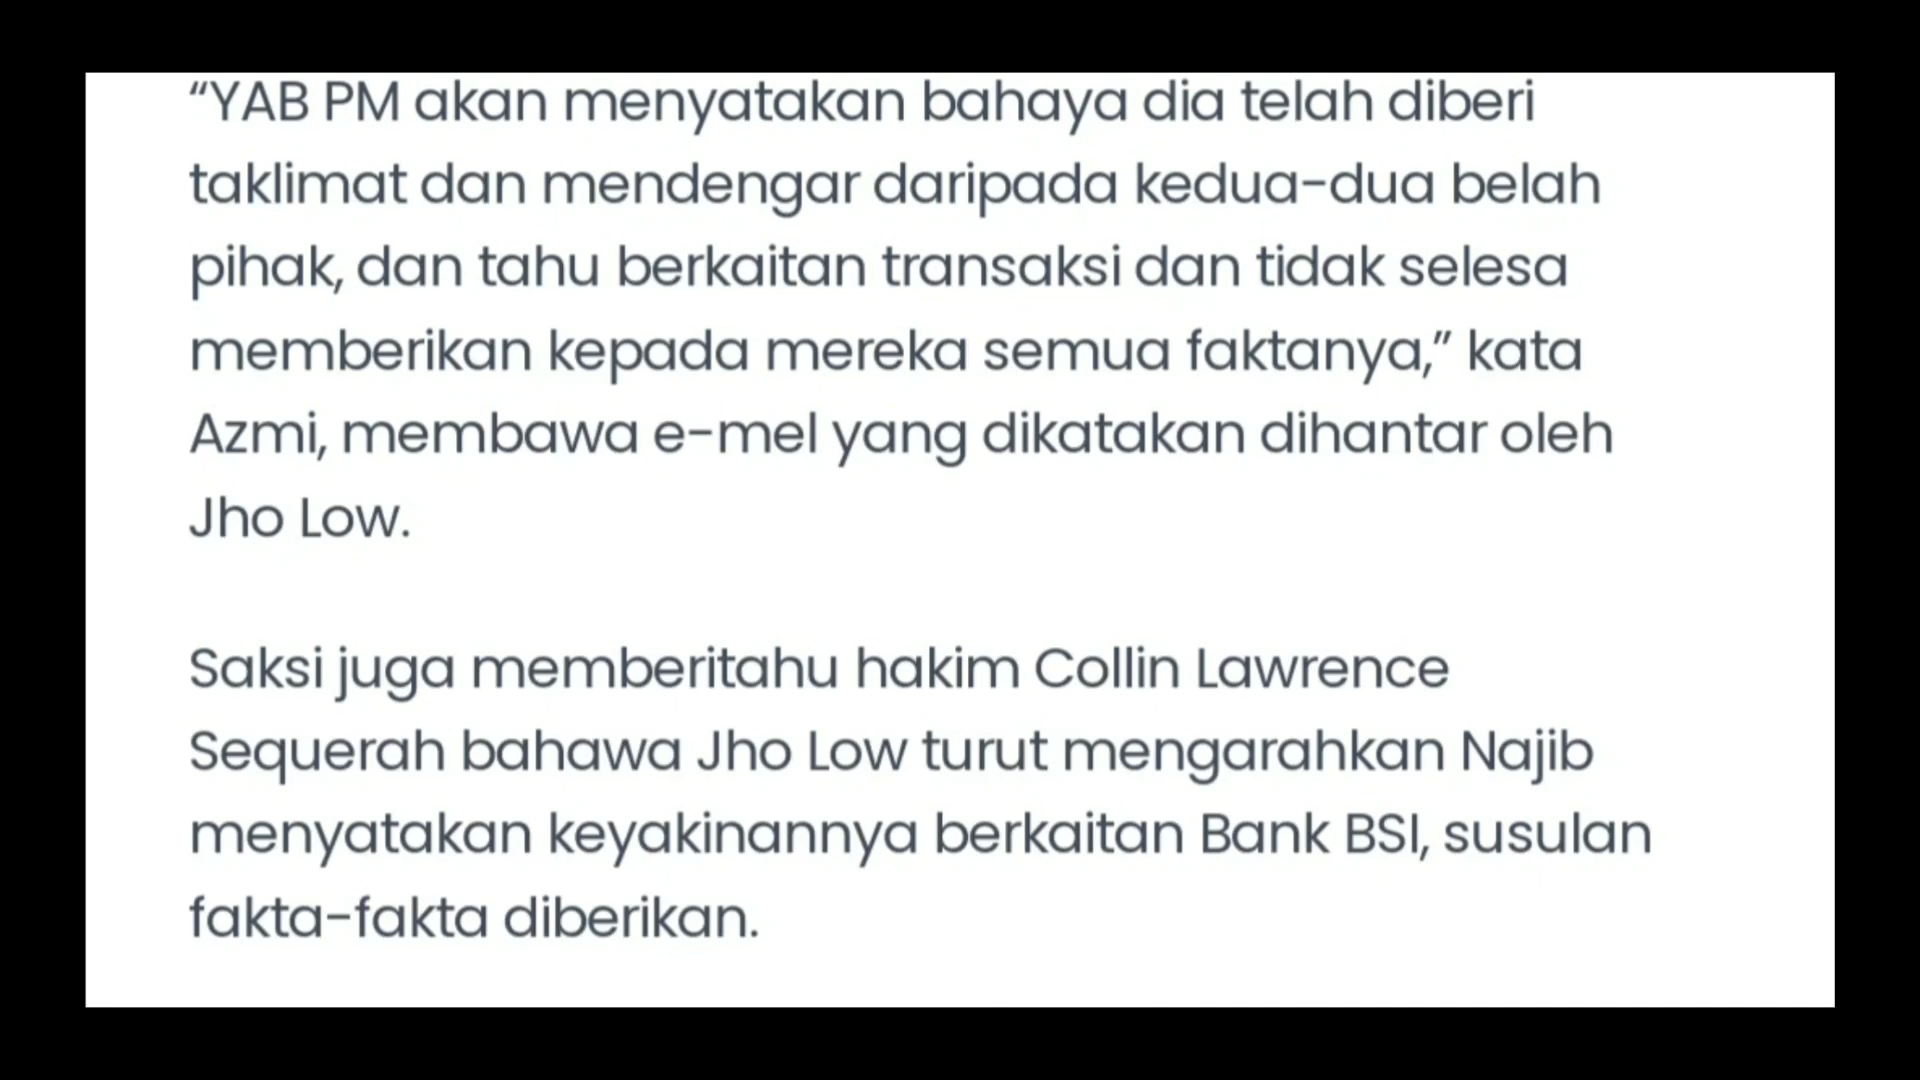 “YAB PM akan menyatakan bahaya dia telah diberi
taklimat dan mendengar daripada kedua-dua belah
pihak, dan tahu berkaitan transaksi dan tidak selesa
memberikan kepada mereka semua faktanya,” kata
Azmi, membawa e-mel yang dikatakan dihantar oleh
Jho Low.
Saksi juga memberitahu hakim Collin Lawrence
Sequerah bahawa Jho Low turut mengarahkan Najib
menyatakan keyakinannya berkaitan Bank BSI, susulan
fakta-fakta diberikan.